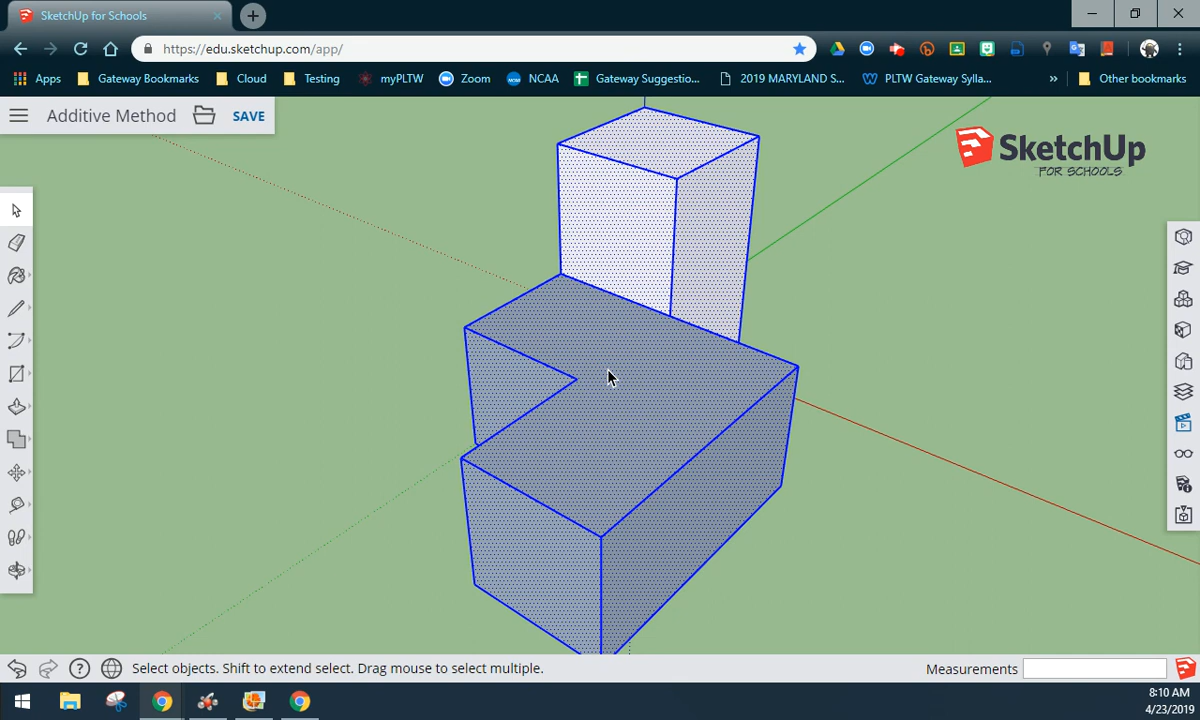 SketchUp for Schools
https://edu.sketchup.com/app/
Apps Gateway Bookmarks Cloud Testing myPLTW Zoom NCAA Gateway Suggestio... 2019 MARYLAND S... PLTW Gateway Sylla... » Other bookmarks
Additive Method SAVE
SketchUp
FOR SCHOOLS
Select objects. Shift to extend select. Drag mouse to select multiple.
Measurements
8:10 AM
4/23/2019